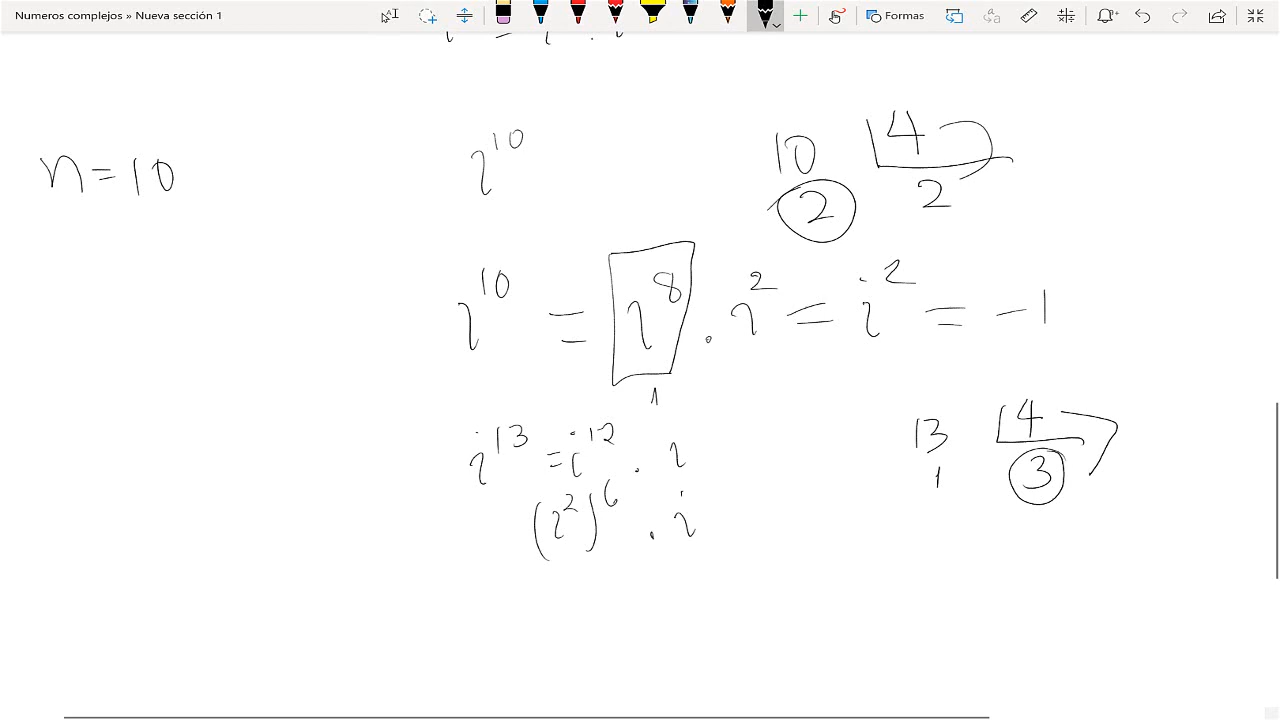 Numeros complejos » Nueva sección 1 Formas
n=10 i^10 10 4
2 2
i^10 = i^8 . i^2 = i^2 = -1
1
i^13 = i^12 . i 13 4
1 3
(i^2)^6 . i